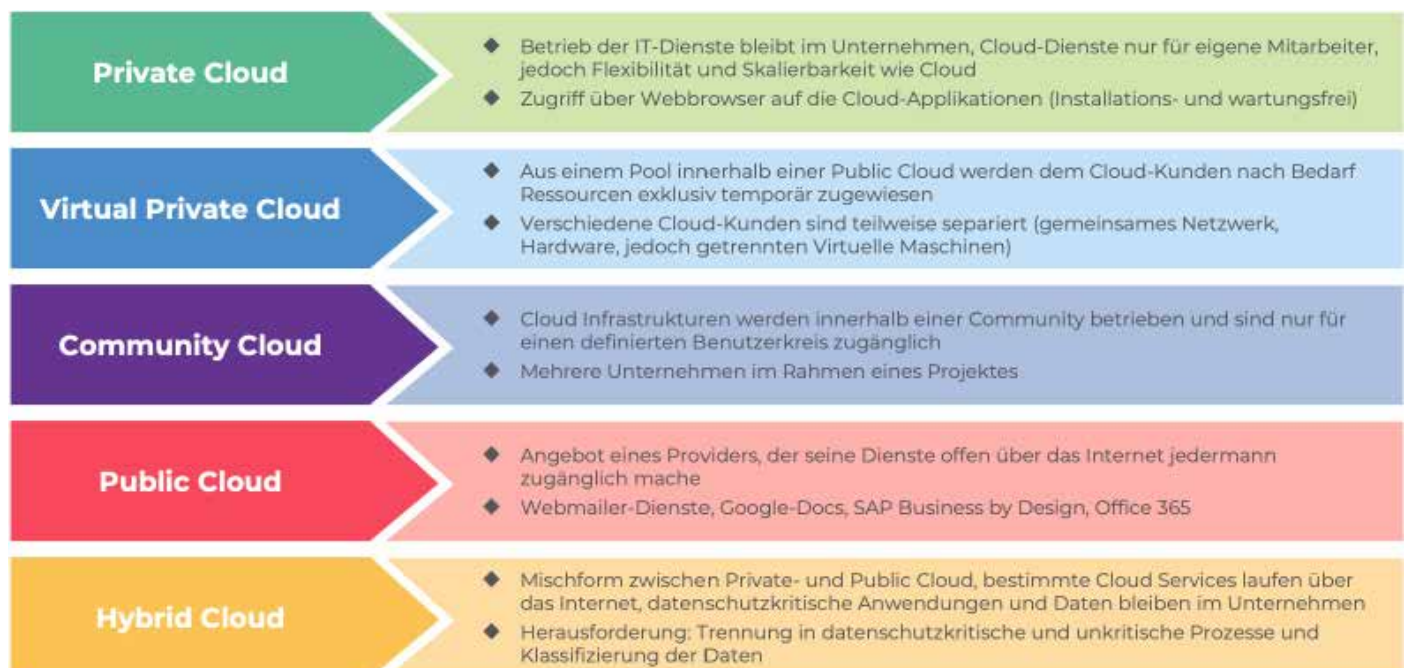 Private Cloud
◆ Betrieb der IT-Dienste bleibt im Unternehmen, Cloud-Dienste nur für eigene Mitarbeiter,
jedoch Flexibilität und Skalierbarkeit wie Cloud
◆ Zugriff über Webbrowser auf die Cloud-Applikationen (Installations- und wartungsfrei)
Virtual Private Cloud
◆ Aus einem Pool innerhalb einer Public Cloud werden dem Cloud-Kunden nach Bedarf
Ressourcen exklusiv temporär zugewiesen
◆ Verschiedene Cloud-Kunden sind teilweise separiert (gemeinsames Netzwerk,
Hardware, jedoch getrennten Virtuelle Maschinen)
Community Cloud
◆ Cloud Infrastrukturen werden innerhalb einer Community betrieben und sind nur für
einen definierten Benutzerkreis zugänglich
◆ Mehrere Unternehmen im Rahmen eines Projektes
Public Cloud
◆ Angebot eines Providers, der seine Dienste offen über das Internet jedermann
zugänglich mache
◆ Webmailer-Dienste, Google-Docs, SAP Business by Design, Office 365
Hybrid Cloud
◆ Mischform zwischen Private- und Public Cloud, bestimmte Cloud Services laufen über
das Internet, datenschutzkritische Anwendungen und Daten bleiben im Unternehmen
◆ Herausforderung: Trennung in datenschutzkritische und unkritische Prozesse und
Klassifizierung der Daten